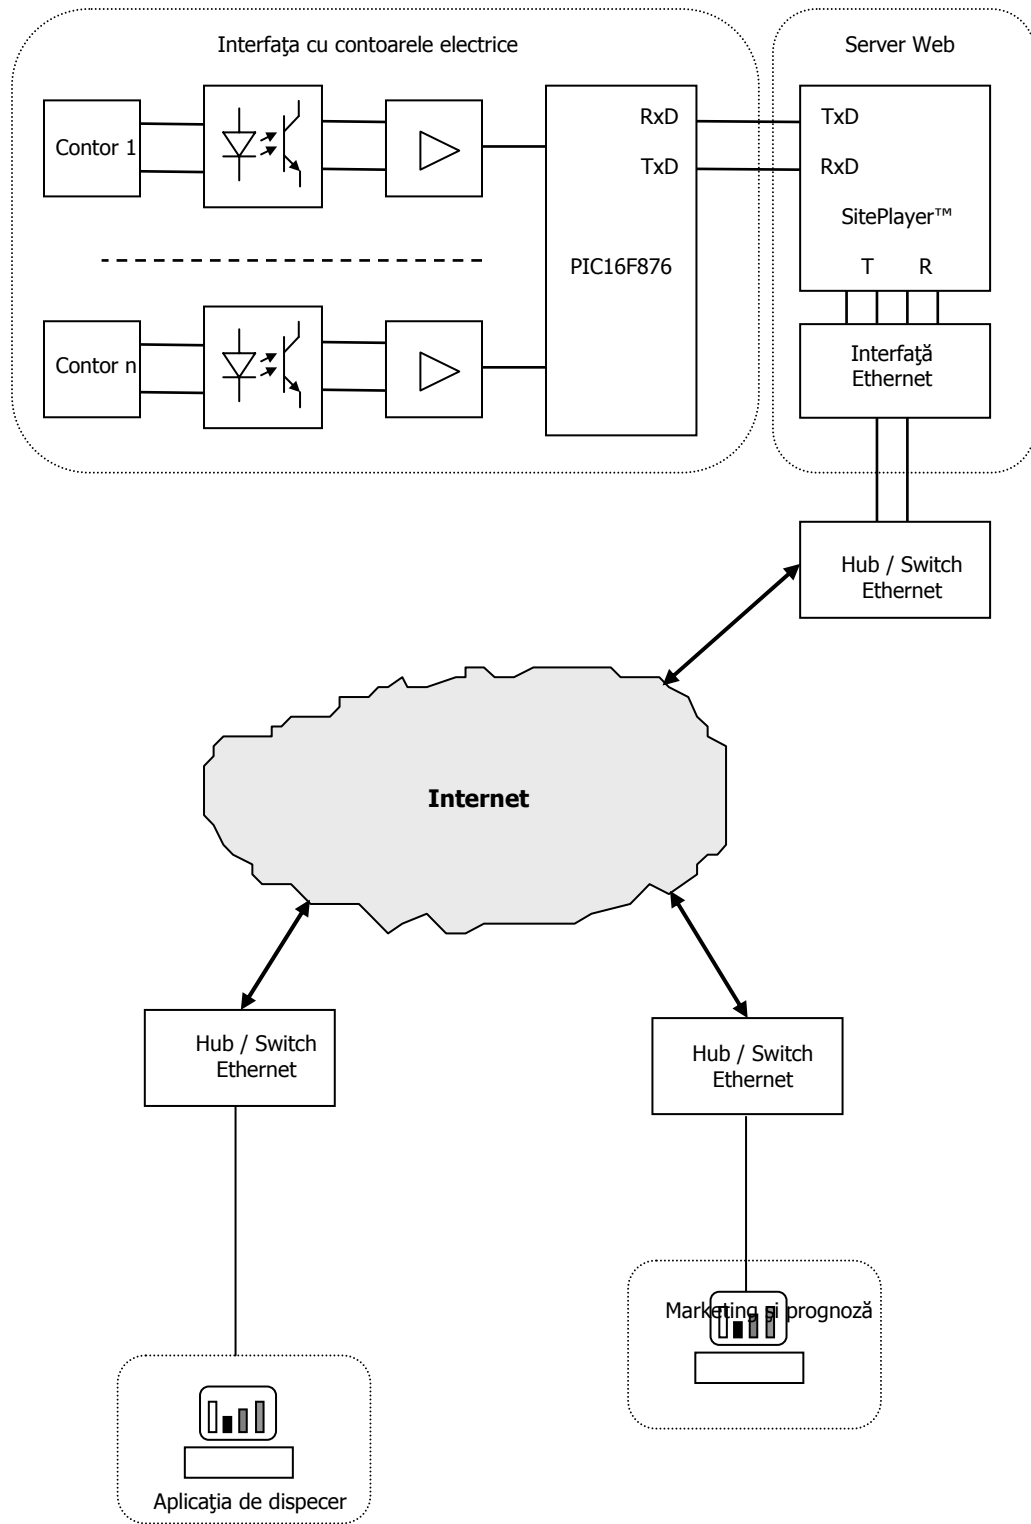 Interfaţa cu contoarele electrice
Server Web
Contor 1
RxD
TxD
TxD
RxD
SitePlayer™
PIC16F876
T R
Contor n
Interfaţă
Ethernet
Hub / Switch
Ethernet
Internet
Hub / Switch
Ethernet
Hub / Switch
Ethernet
Marketing şi prognoză
Aplicaţia de dispecer